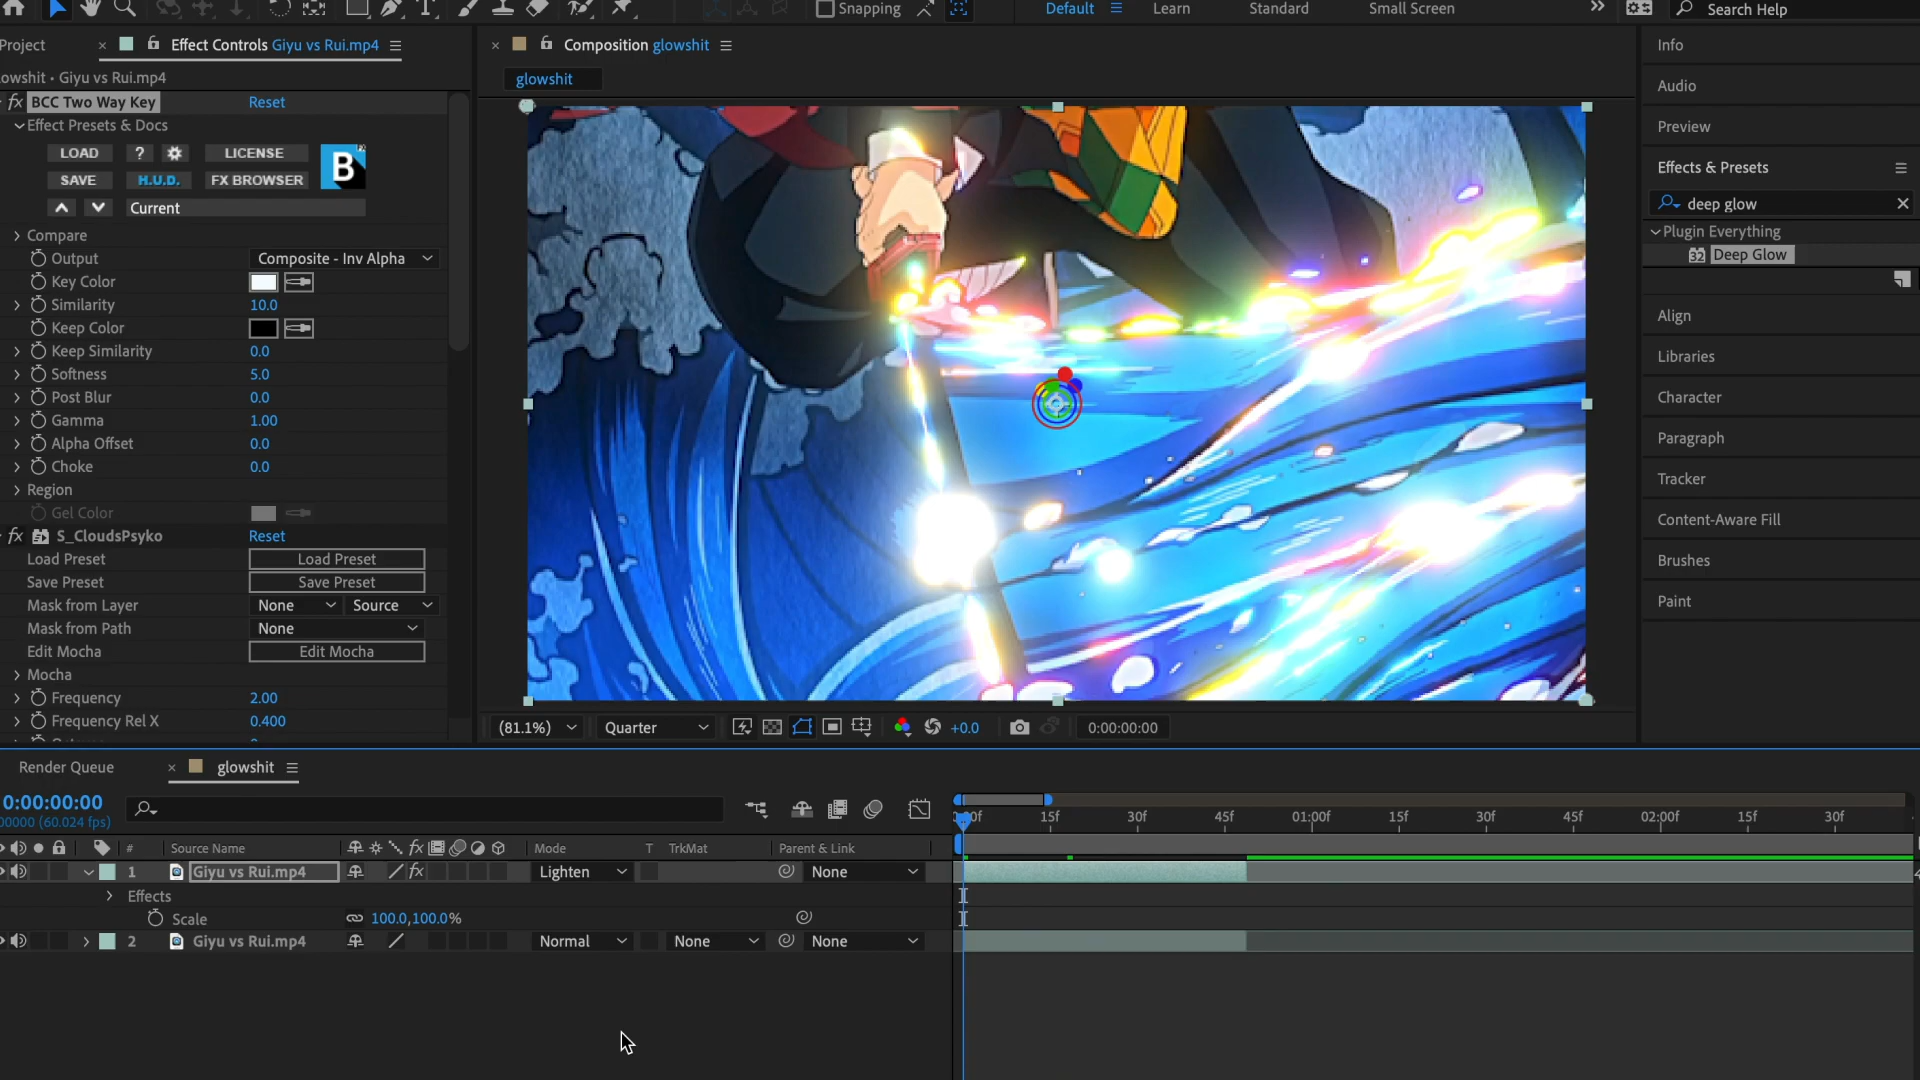 Snapping
Default
Learn
Standard
Small Screen
Search Help
Project
Effect Controls Giyu vs Rui.mp4
owshit • Giyu vs Rui.mp4
fx BCC Two Way Key
Reset
Effect Presets & Docs
LOAD
?
LICENSE
B
SAVE
H.U.D.
FX BROWSER
Current
Compare
Output
Composite - Inv Alpha
Key Color
Similarity
10.0
Keep Color
Keep Similarity
0.0
Softness
5.0
Post Blur
0.0
Gamma
1.00
Alpha Offset
0.0
Choke
0.0
Region
Gel Color
fx S_CloudsPsyko
Reset
Load Preset
Load Preset
Save Preset
Save Preset
Mask from Layer
None
Source
Mask from Path
None
Edit Mocha
Edit Mocha
Mocha
Frequency
2.00
Frequency Rel X
0.400
Composition glowshit
glowshit
(81.1%)
Quarter
+0.0
0:00:00:00
Info
Audio
Preview
Effects & Presets
deep glow
Plugin Everything
32 Deep Glow
Align
Libraries
Character
Paragraph
Tracker
Content-Aware Fill
Brushes
Paint
Render Queue
glowshit
0:00:00:00
00000 (60.024 fps)
15f
30f
45f
01:00f
15f
30f
45f
02:00f
15f
30f
#
Source Name
fx
Mode
T
TrkMat
Parent & Link
1
Giyu vs Rui.mp4
fx
Lighten
None
Effects
Scale
100.0,100.0%
2
Giyu vs Rui.mp4
Normal
None
None